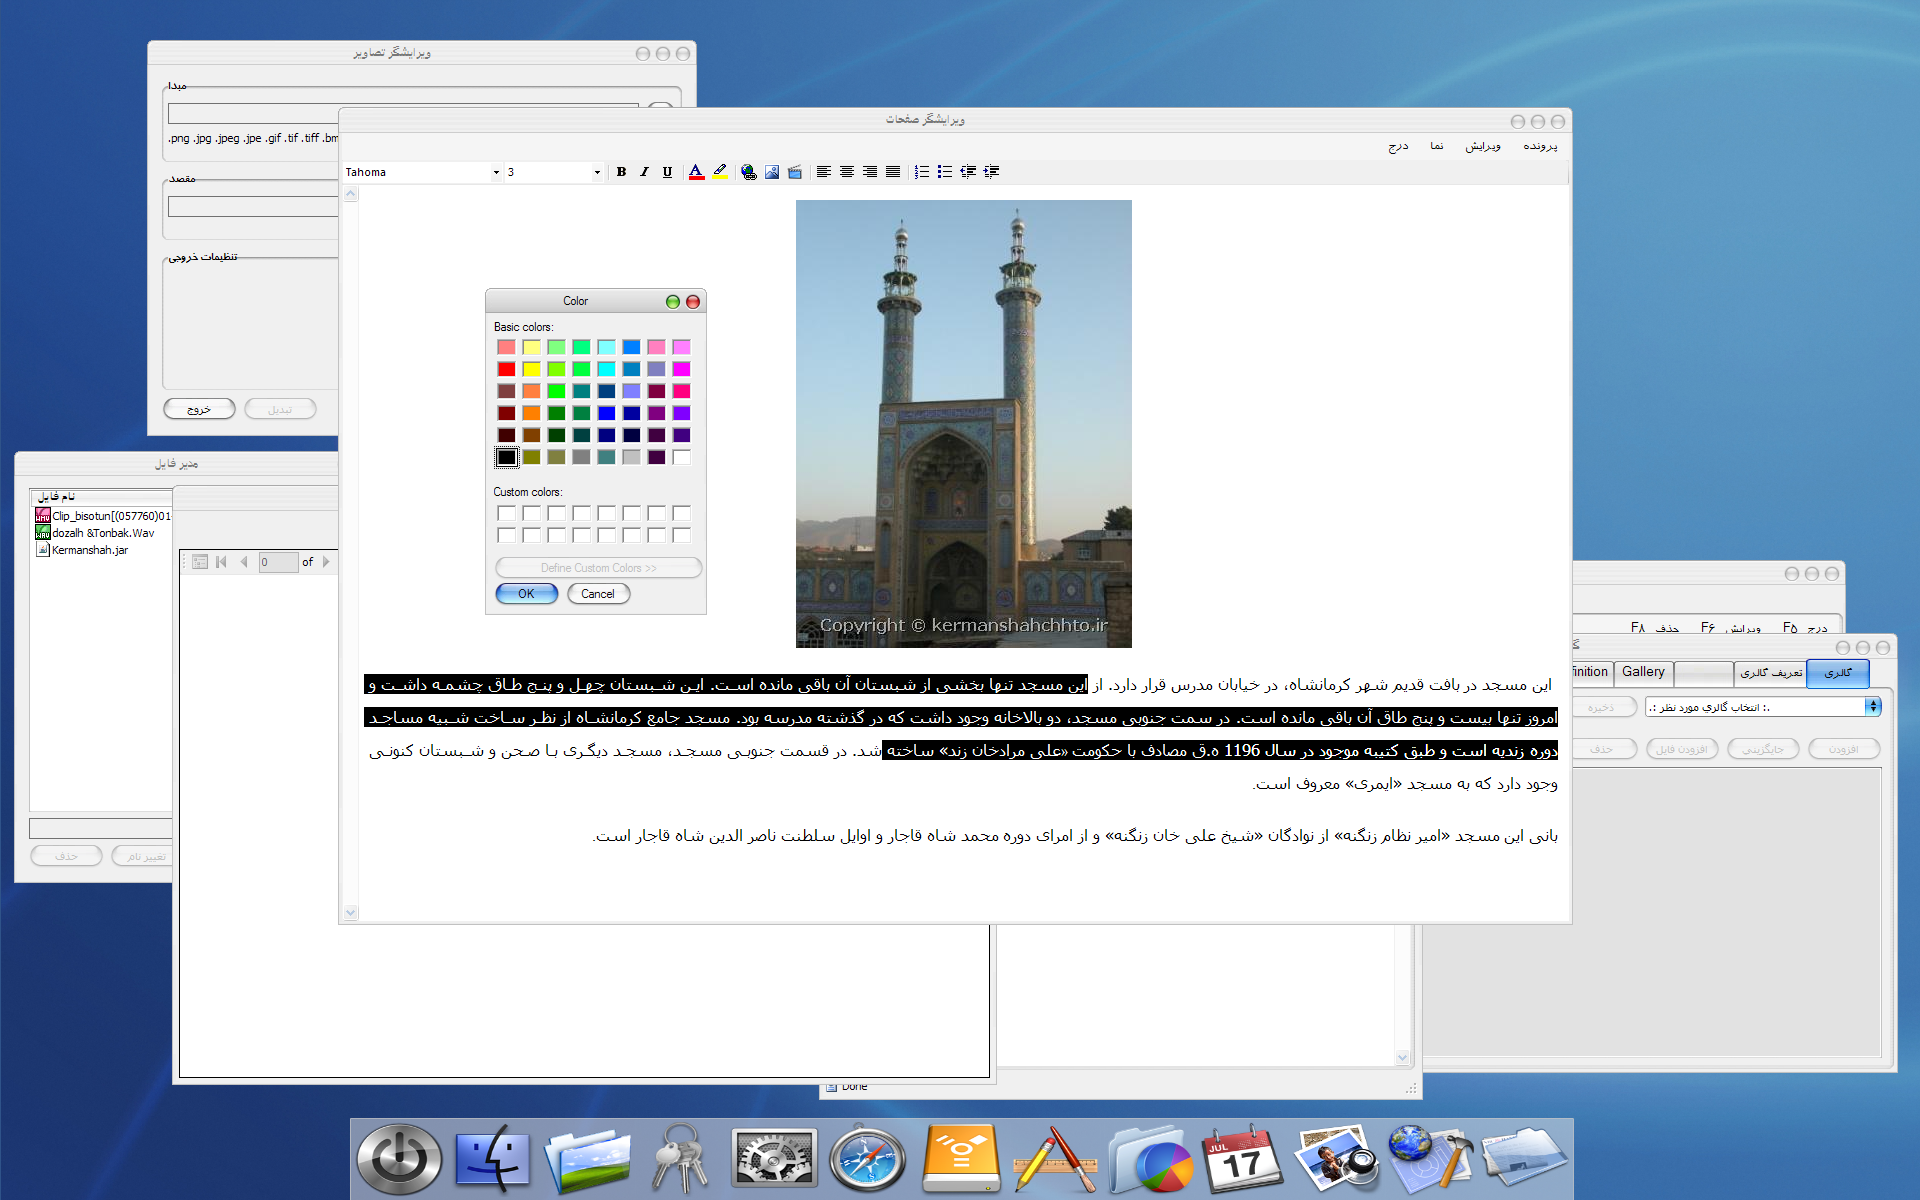 ویرایشگر تصاویر
مبدا
.png .jpg .jpeg .jpe .gif .tif .tiff .bm
مقصد
تنظیمات خروجی
خروج
تبدیل
ویرایشگر صفحات
پرونده ویرایش نما درج
Tahoma 3 B I U A
Color
Basic colors:
Custom colors:
Define Custom Colors >>
OK Cancel
Copyright © kermanshahchhto.ir
این مسجد در بافت قدیم شهر کرمانشاه، در خیابان مدرس قرار دارد. از این مسجد تنها بخشی از شبستان آن باقی مانده است. این شبستان چهل و پنج طاق چشمه داشت و
امروز تنها بیست و پنج طاق آن باقی مانده است. در سمت جنوبی مسجد، دو بالاخانه وجود داشت که در گذشته مدرسه بود. مسجد جامع کرمانشاه از نظر ساخت شبیه مساجد
دوره زندیه است و طبق کتیبه موجود در سال 1196 ه.ق مصادف با حکومت «علی مرادخان زند» ساخته شد. در قسمت جنوبی مسجد، مسجد دیگری با صحن و شبستان کنونی
وجود دارد که به مسجد «ایمری» معروف است.
بانی این مسجد «امیر نظام زنگنه» از نوادگان «شیخ علی خان زنگنه» و از امرای دوره محمد شاه قاجار و اوایل سلطنت ناصر الدین شاه قاجار است.
مدیر فایل
نام فایل
Clip_bisotun[(057760)01
dozalh &Tonbak.Wav
Kermanshah.jar
حذف
تغییر نام
0 of
درج F۵ ویرایش F۶ حذف F۸
گالری
تعریف گالری
Gallery
finition
.: انتخاب گالري مورد نظر :.
ذخیره
افزودن
جایگزینی
افزودن فایل
حذف
Done
JUL
17